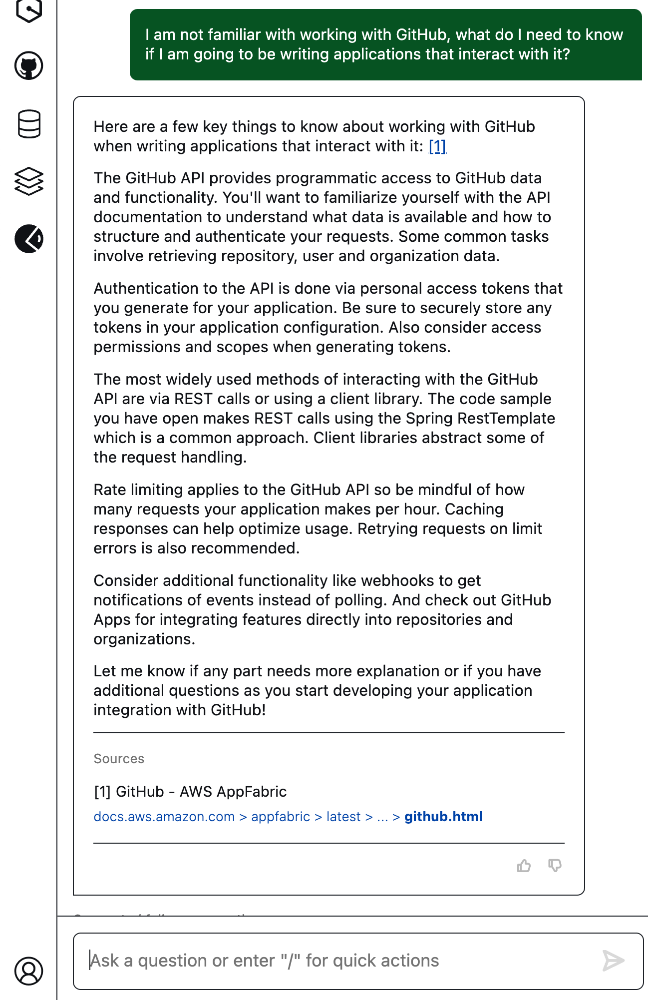 I am not familiar with working with GitHub, what do I need to know
if I am going to be writing applications that interact with it?
Here are a few key things to know about working with GitHub
when writing applications that interact with it: [1]
The GitHub API provides programmatic access to GitHub data
and functionality. You'll want to familiarize yourself with the API
documentation to understand what data is available and how to
structure and authenticate your requests. Some common tasks
involve retrieving repository, user and organization data.
Authentication to the API is done via personal access tokens that
you generate for your application. Be sure to securely store any
tokens in your application configuration. Also consider access
permissions and scopes when generating tokens.
The most widely used methods of interacting with the GitHub
API are via REST calls or using a client library. The code sample
you have open makes REST calls using the Spring RestTemplate
which is a common approach. Client libraries abstract some of
the request handling.
Rate limiting applies to the GitHub API so be mindful of how
many requests your application makes per hour. Caching
responses can help optimize usage. Retrying requests on limit
errors is also recommended.
Consider additional functionality like webhooks to get
notifications of events instead of polling. And check out GitHub
Apps for integrating features directly into repositories and
organizations.
Let me know if any part needs more explanation or if you have
additional questions as you start developing your application
integration with GitHub!
Sources
[1] GitHub - AWS AppFabric
docs.aws.amazon.com > appfabric > latest > ... > github.html
Ask a question or enter "/" for quick actions